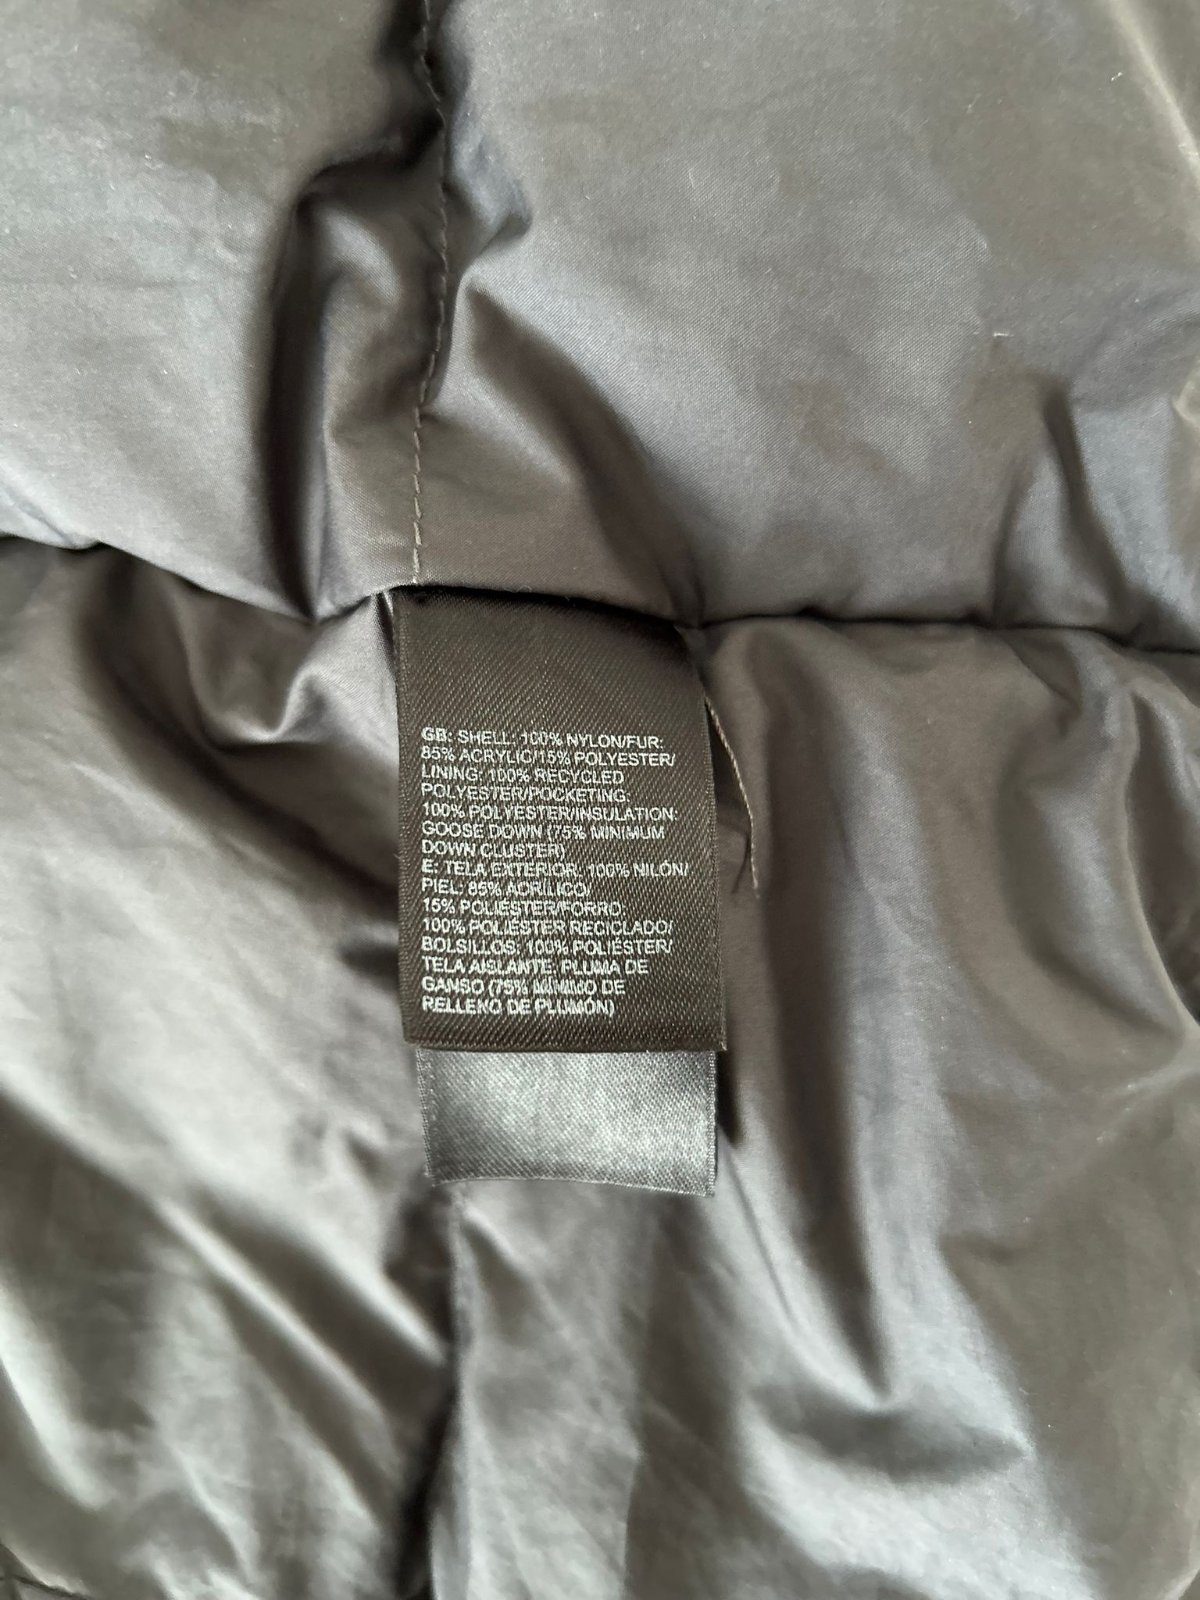 GB: SHELL: 100% NYLON/FUR:
85% ACRYLIC/15% POLYESTER/
LINING: 100% RECYCLED
POLYESTER/POCKETING:
100% POLYESTER/INSULATION:
GOOSE DOWN (75% MINIMUM
DOWN CLUSTER)
E: TELA EXTERIOR: 100% NILÓN/
PIEL: 85% ACRÍLICO/
15% POLIÉSTER/FORRO:
100% POLIÉSTER RECICLADO/
BOLSILLOS: 100% POLIÉSTER/
TELA AISLANTE: PLUMA DE
GANSO (75% MÍNIMO DE
RELLENO DE PLUMÓN)